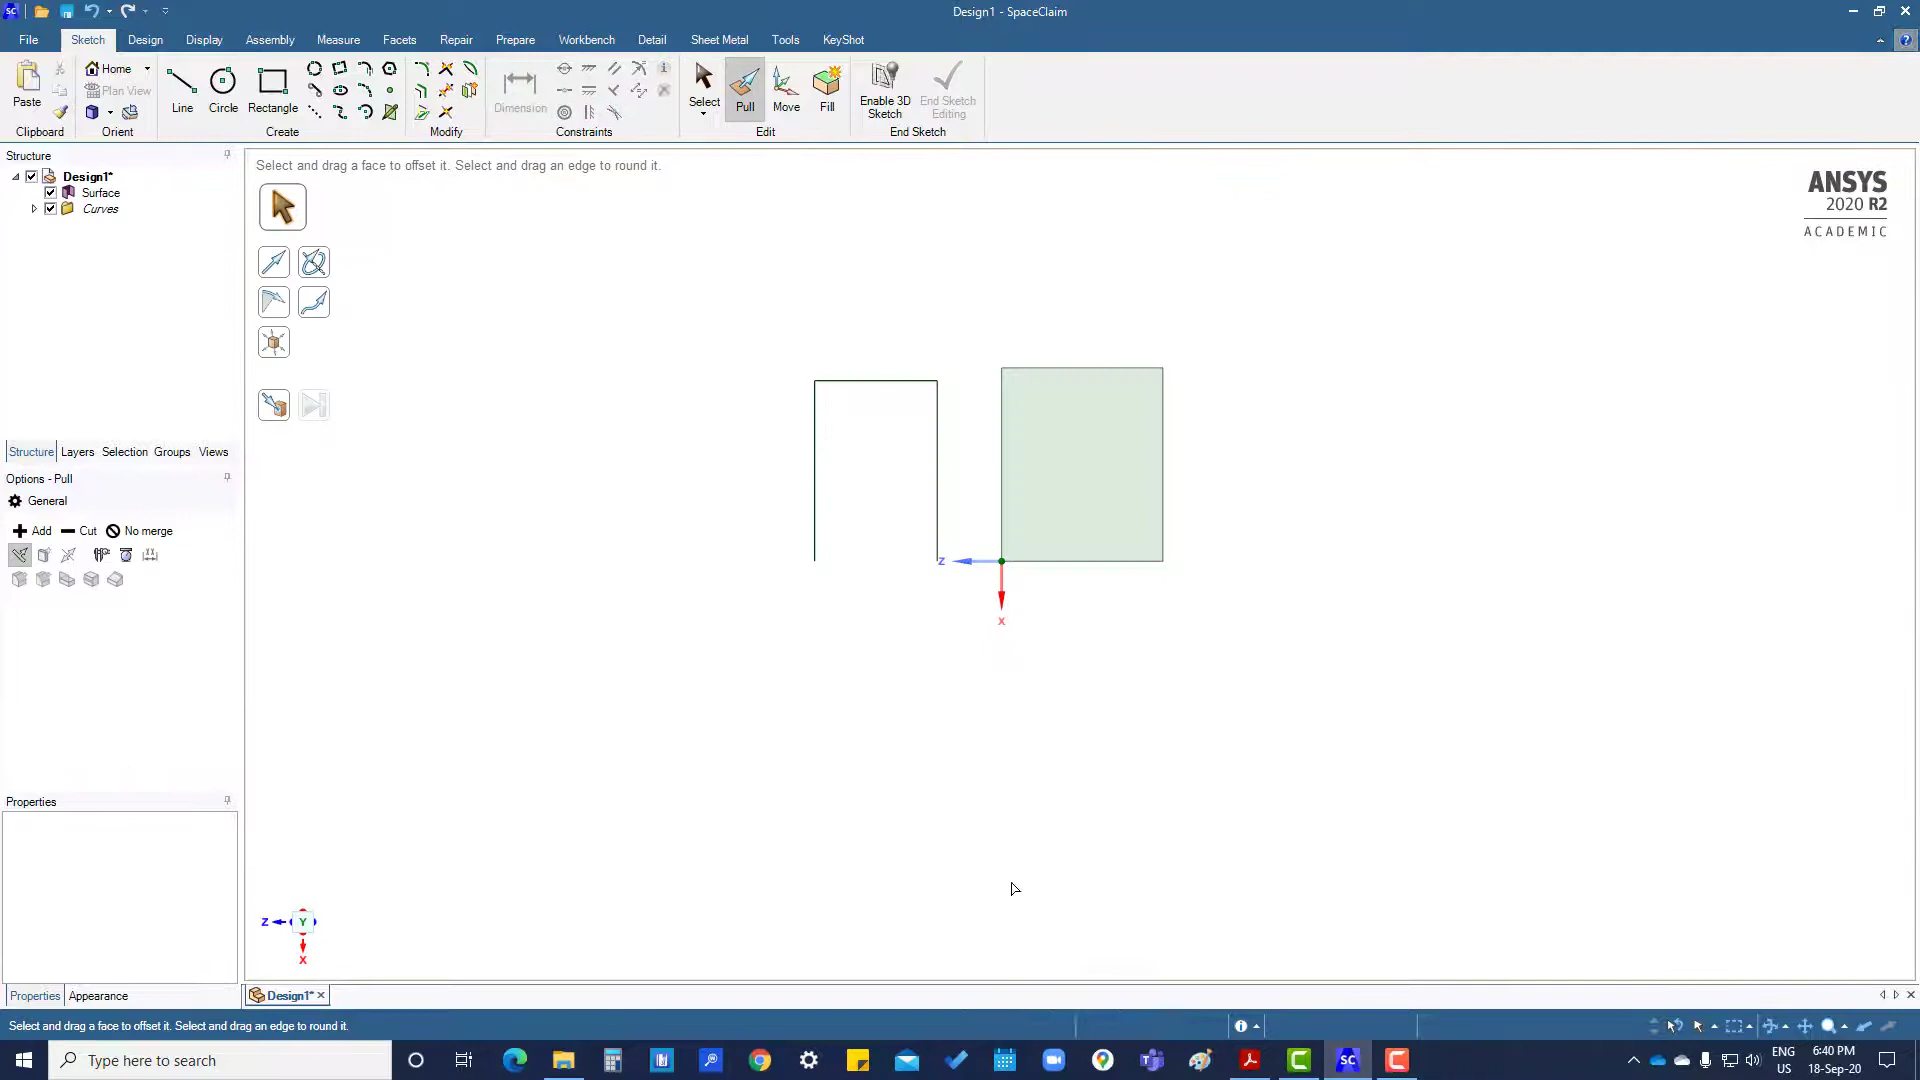 Design1 - SpaceClaim
File Sketch Design Display Assembly Measure Facets Repair Prepare Workbench Detail Sheet Metal Tools KeyShot
Paste
Clipboard
Home
Plan View
Orient
Line Circle Rectangle
Create
Modify
Dimension
Constraints
Select Pull Move Fill
Edit
Enable 3D Sketch
End Sketch Editing
End Sketch
Structure
Design1*
Surface
Curves
Structure Layers Selection Groups Views
Options - Pull
General
Add Cut No merge
Properties
Properties Appearance
Select and drag a face to offset it. Select and drag an edge to round it.
ANSYS
2020 R2
ACADEMIC
Z
X
Z Y
X
Design1*
Select and drag a face to offset it. Select and drag an edge to round it.
Type here to search
SC
ENG
US
6:40 PM
18-Sep-20